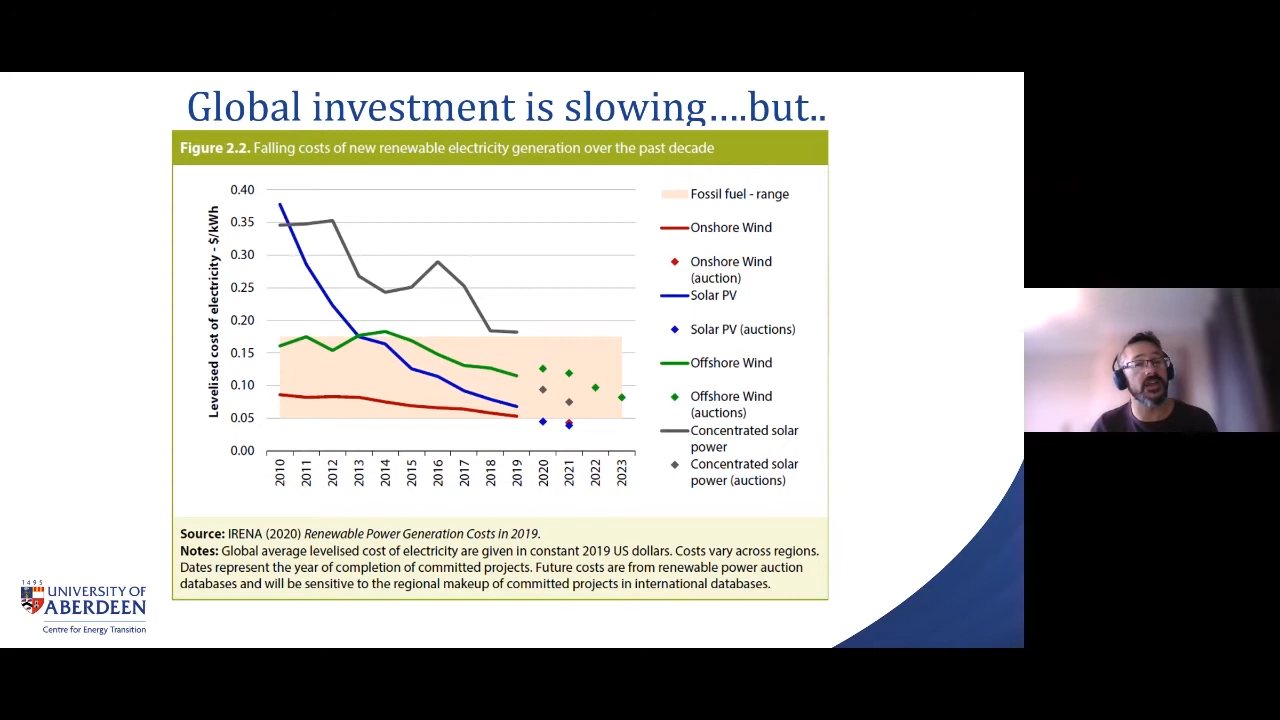 Global investment is slowing....but..
Figure 2.2. Falling costs of new renewable electricity generation over the past decade
Levelised cost of electricity - $/kWh
0.40
0.35
0.30
0.25
0.20
0.15
0.10
0.05
0.00
2010
2011
2012
2013
2014
2015
2016
2017
2018
2019
2020
2021
2022
2023
Fossil fuel - range
Onshore Wind
Onshore Wind
(auction)
Solar PV
Solar PV (auctions)
Offshore Wind
Offshore Wind
(auctions)
Concentrated solar
power
Concentrated solar
power (auctions)
Source: IRENA (2020) Renewable Power Generation Costs in 2019.
Notes: Global average levelised cost of electricity are given in constant 2019 US dollars. Costs vary across regions.
Dates represent the year of completion of committed projects. Future costs are from renewable power auction
databases and will be sensitive to the regional makeup of committed projects in international databases.
1495
UNIVERSITY OF
ABERDEEN
Centre for Energy Transition